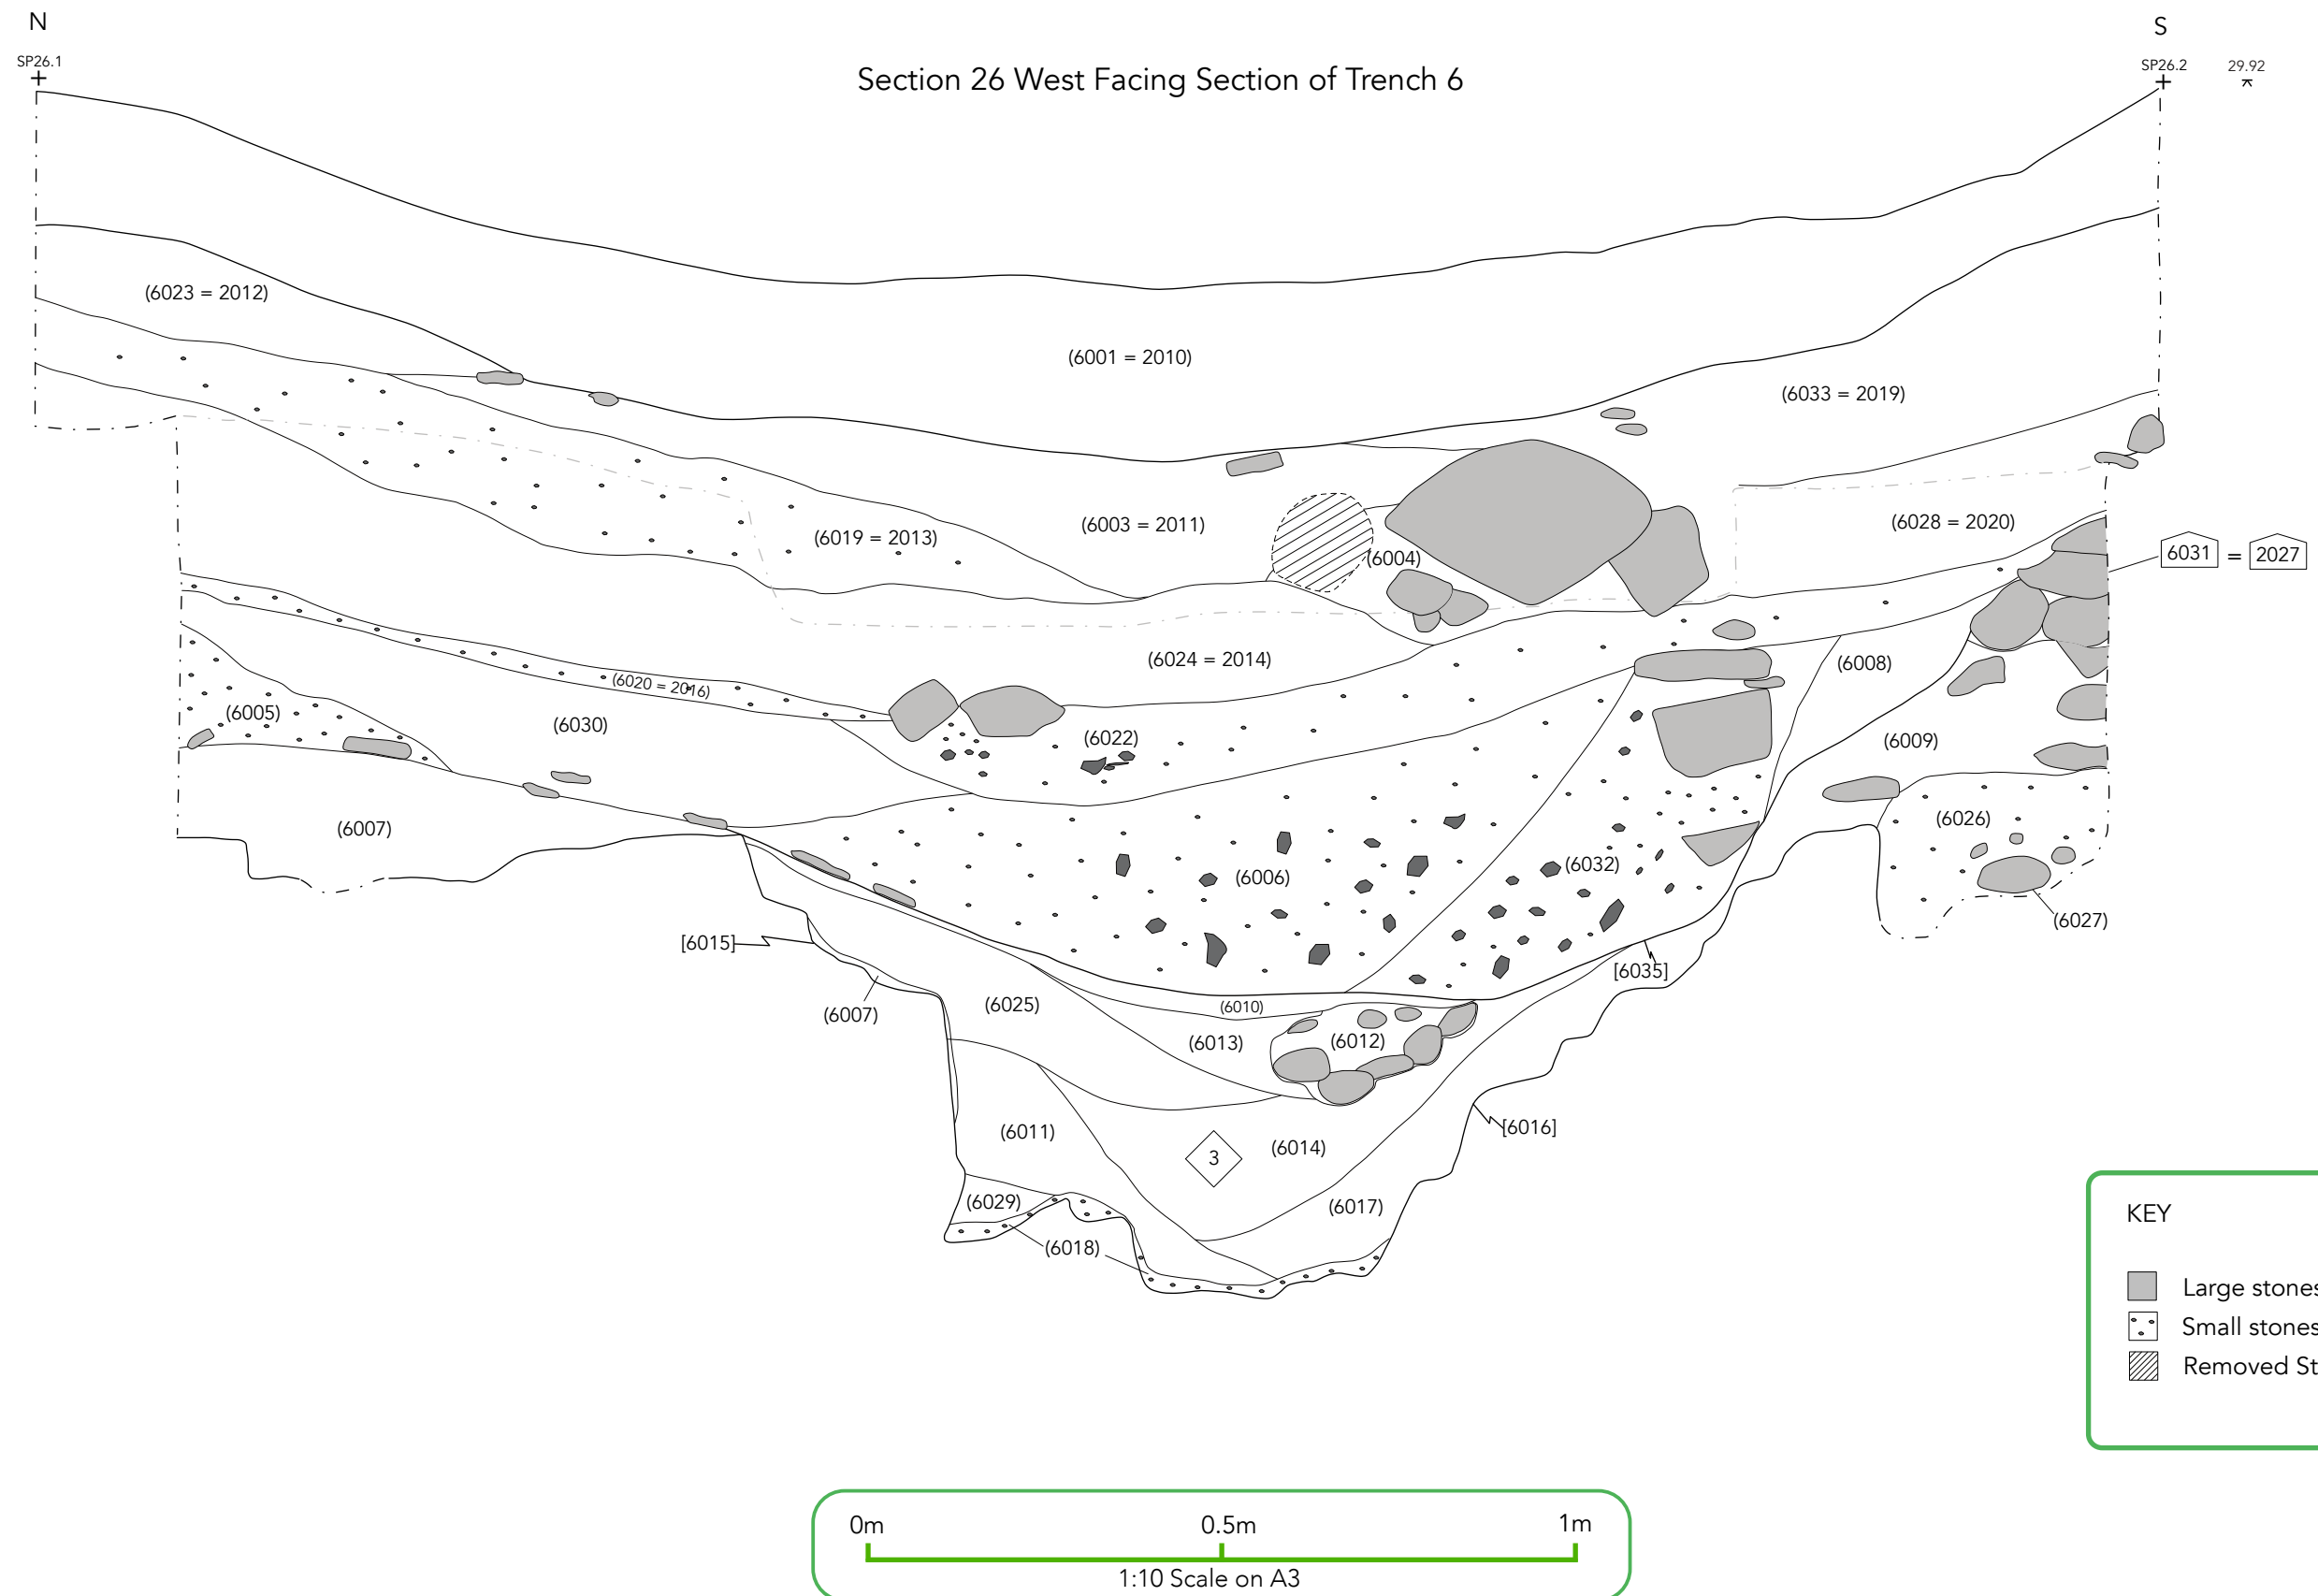 N
S
SP26.1
SP26.2
29.92
Section 26 West Facing Section of Trench 6
(6023 = 2012)
(6001 = 2010)
(6033 = 2019)
(6019 = 2013)
(6003 = 2011)
(6004)
(6028 = 2020)
6031 = 2027
(6024 = 2014)
(6020 = 2016)
(6008)
(6005)
(6030)
(6022)
(6009)
(6007)
(6006)
(6032)
(6026)
(6027)
[6015]
[6035]
(6007)
(6025)
(6010)
(6013)
(6012)
(6011)
3
(6014)
[6016]
(6029)
(6017)
(6018)
KEY
Large stones
Small stones
Removed St
0m
0.5m
1m
1:10 Scale on A3